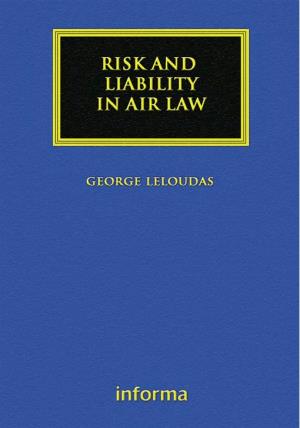 RISK AND
LIABILITY
IN AIR LAW
GEORGE LELOUDAS
informa